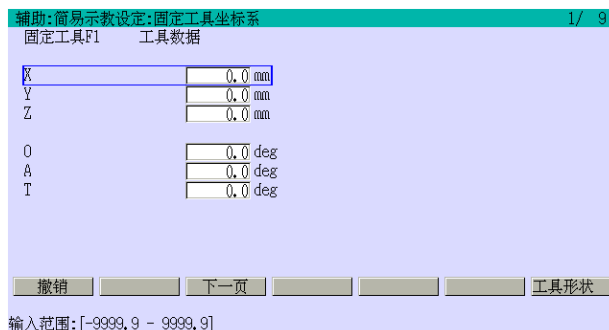 辅助:简易示教设定:固定工具坐标系 1/ 9
固定工具F1 工具数据
X 0.0 mm
Y 0.0 mm
Z 0.0 mm
O 0.0 deg
A 0.0 deg
T 0.0 deg
撤销 下一页 工具形状
输入范围:[-9999.9 - 9999.9]